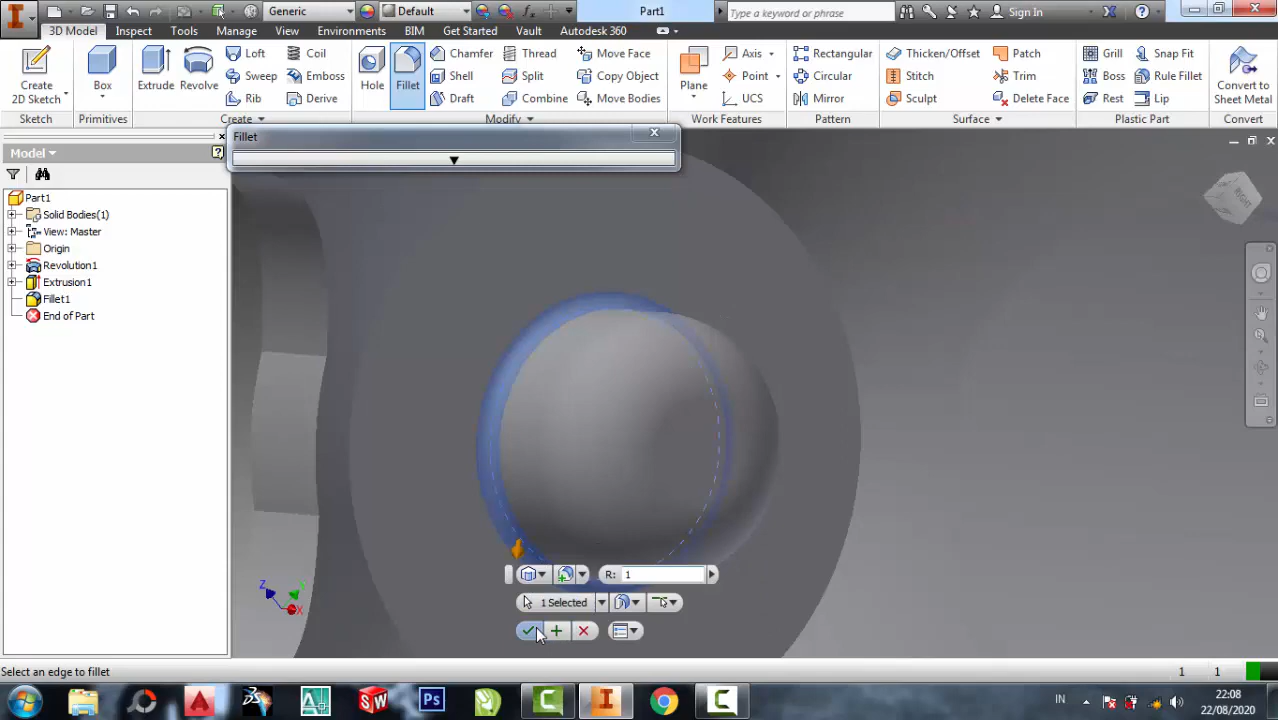 Generic
Default
Part1
Type a keyword or phrase
Sign In
3D Model Inspect Tools Manage View Environments BIM Get Started Vault Autodesk 360
Create
2D Sketch
Sketch
Box
Primitives
Extrude Revolve
Loft Coil
Sweep Emboss
Rib Derive
Create
Hole Fillet
Chamfer Thread Move Face
Shell Split Copy Object
Draft Combine Move Bodies
Modify
Plane
Axis
Point
UCS
Work Features
Rectangular
Circular
Mirror
Pattern
Thicken/Offset Patch
Stitch Trim
Sculpt Delete Face
Surface
Grill Snap Fit
Boss Rule Fillet
Rest Lip
Plastic Part
Convert to
Sheet Metal
Convert
Model
Fillet
Part1
Solid Bodies(1)
View: Master
Origin
Revolution1
Extrusion1
Fillet1
End of Part
RIGHT
R: 1
1 Selected
Z
Y
X
Select an edge to fillet
1 1
IN
22:08
22/08/2020